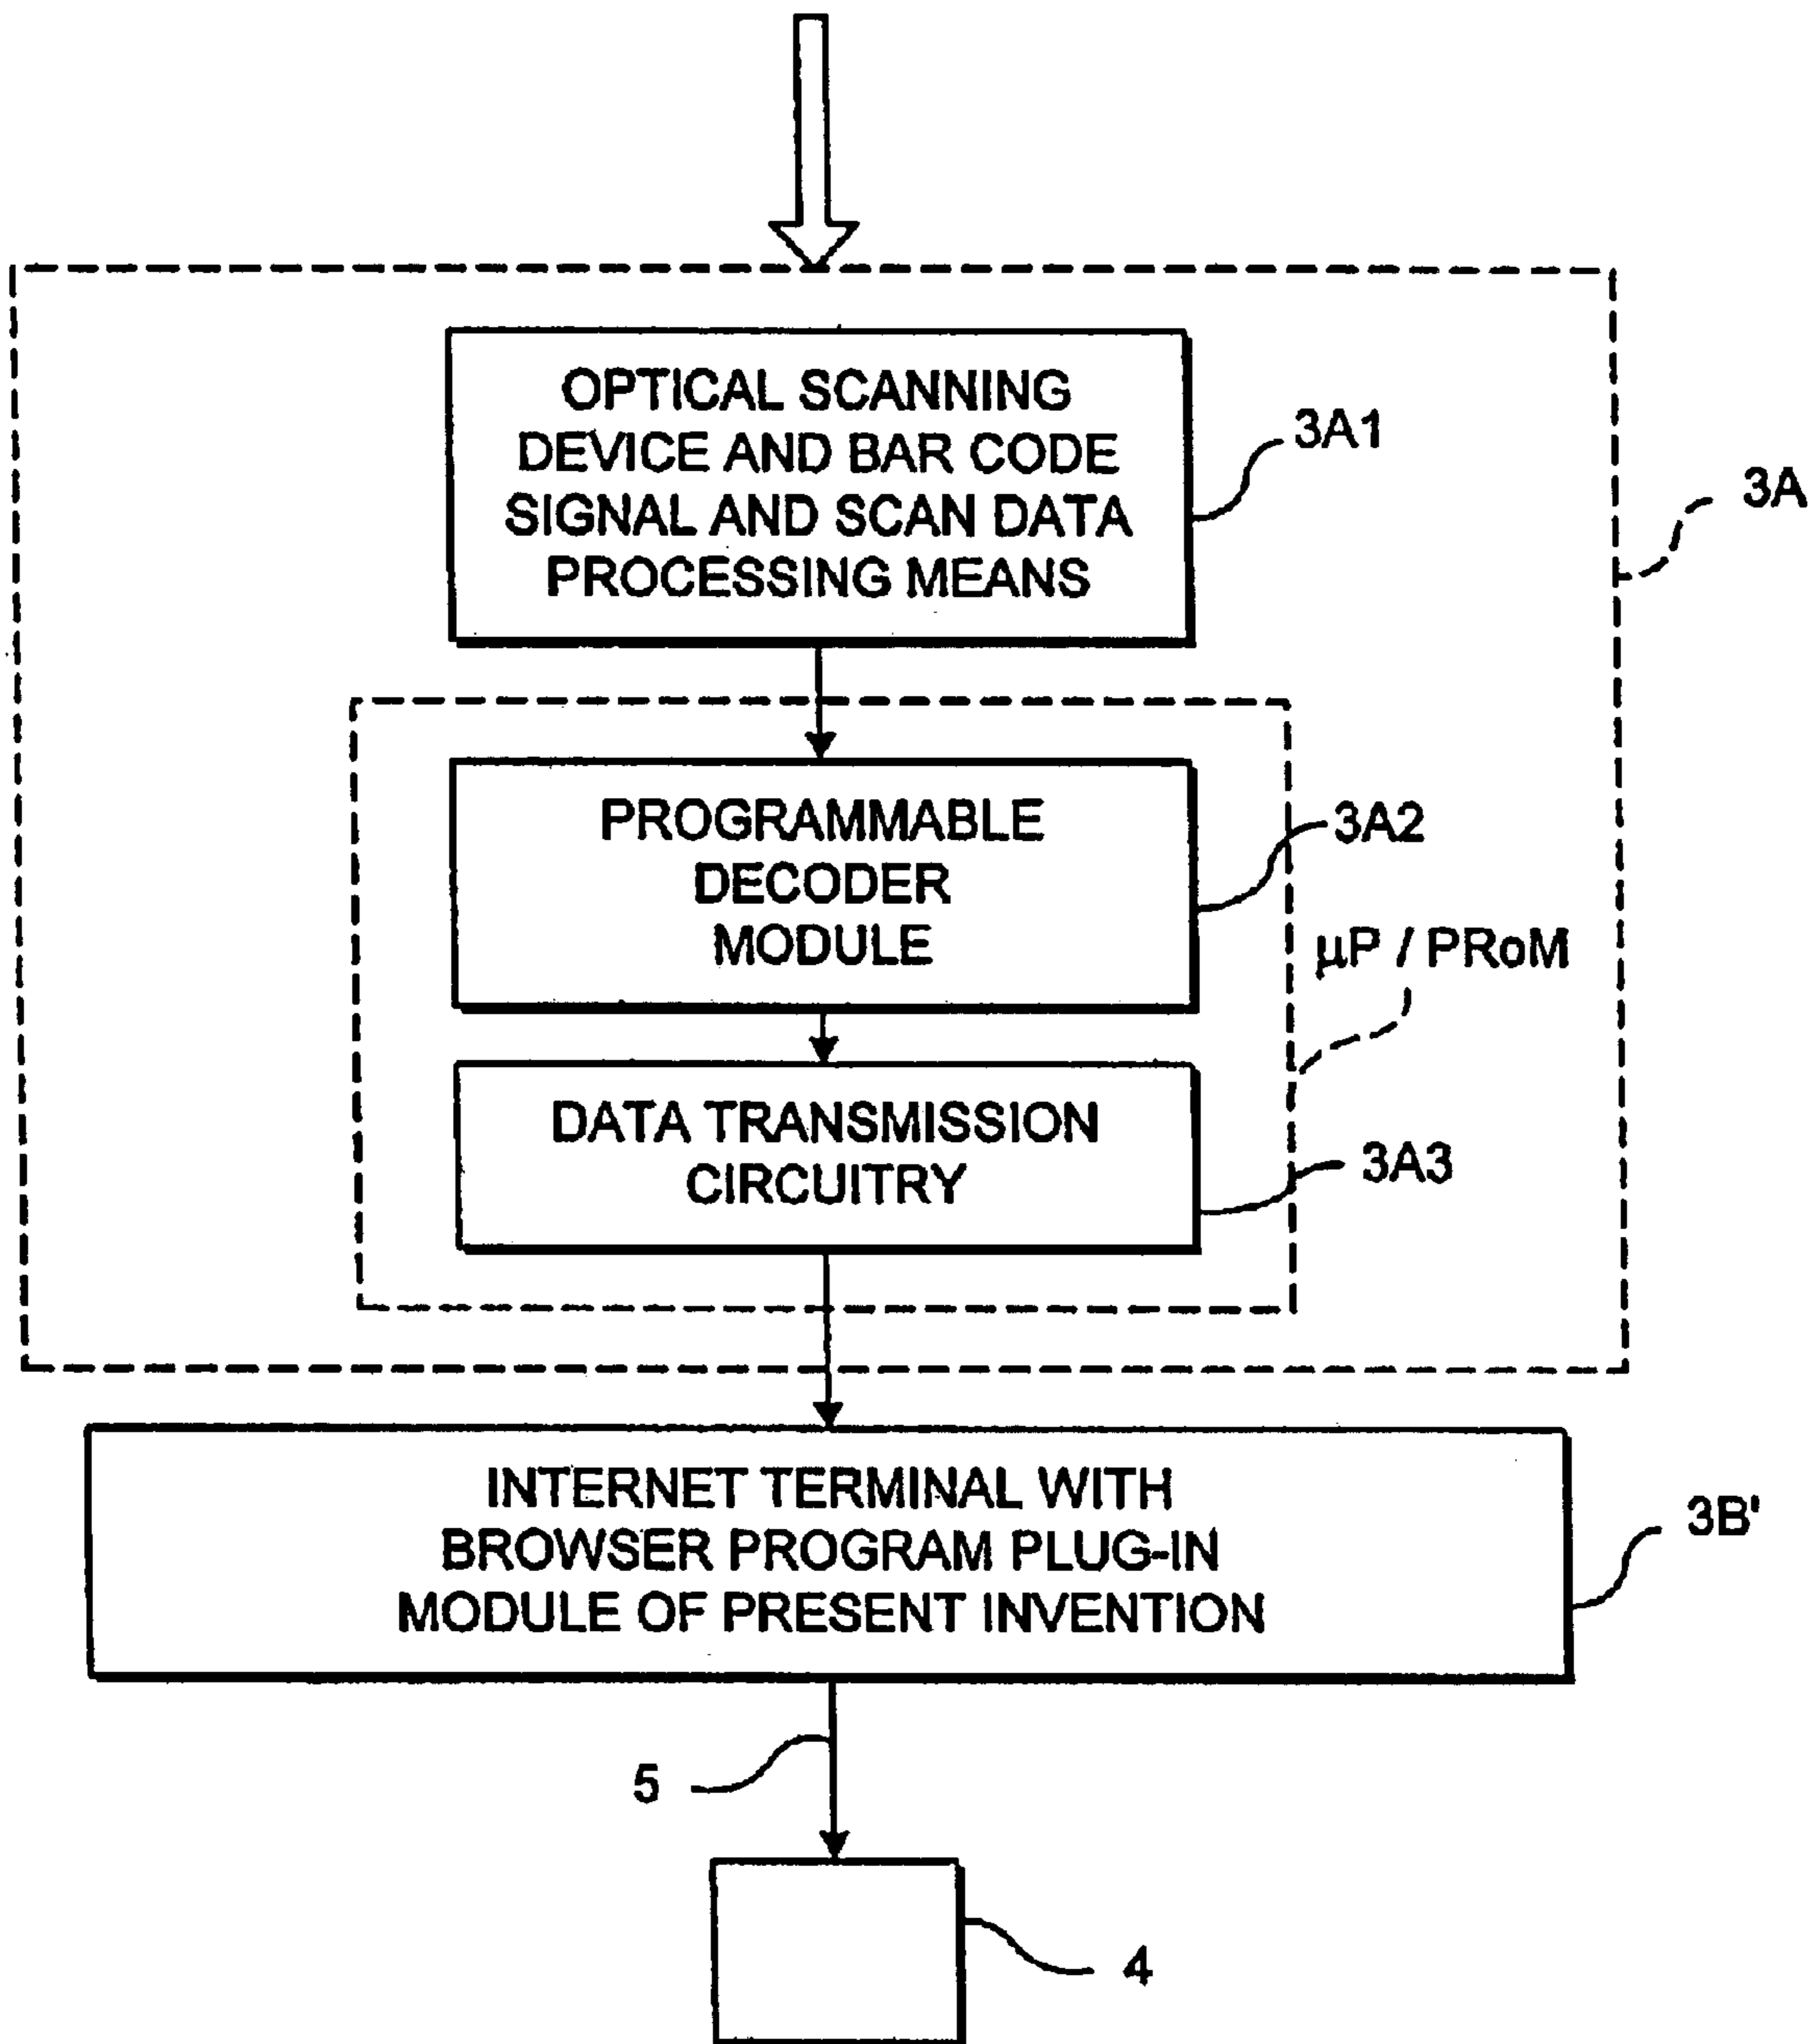 OPTICAL SCANNING
DEVICE AND BAR CODE
SIGNAL AND SCAN DATA
PROCESSING MEANS
3A1
3A
PROGRAMMABLE
DECODER
MODULE
3A2
µP / PRoM
DATA TRANSMISSION
CIRCUITRY
3A3
INTERNET TERMINAL WITH
BROWSER PROGRAM PLUG-IN
MODULE OF PRESENT INVENTION
3B'
5
4